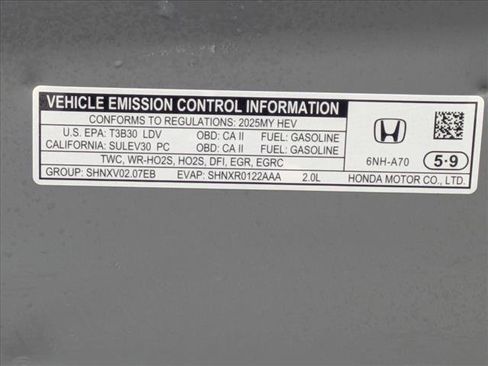 VEHICLE EMISSION CONTROL INFORMATION
CONFORMS TO REGULATIONS: 2025MY HEV
U.S. EPA: T3B30 LDV OBD: CA II FUEL: GASOLINE
CALIFORNIA: SULEV30 PC OBD: CA II FUEL: GASOLINE
TWC, WR-HO2S, HO2S, DFI, EGR, EGRC
GROUP: SHNXV02.07EB EVAP: SHNXR0122AAA 2.0L
6NH-A70 5·9
HONDA MOTOR CO., LTD.